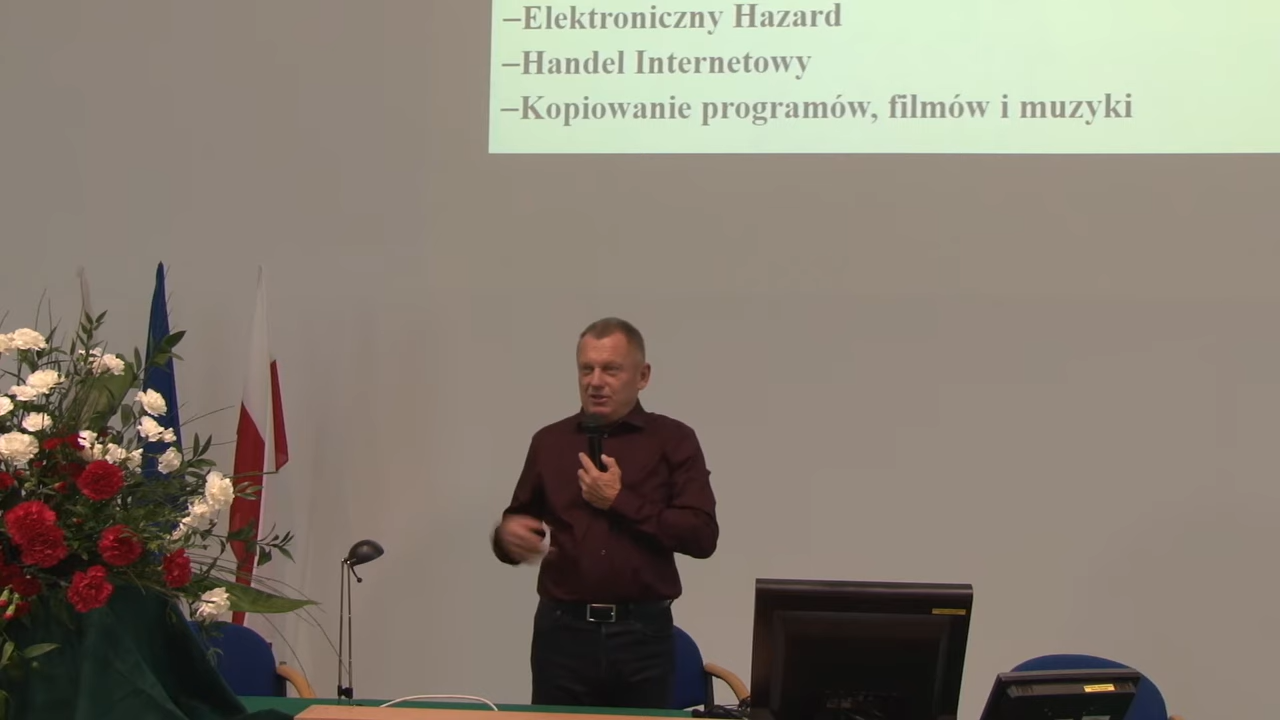 –Elektroniczny Hazard
–Handel Internetowy
–Kopiowanie programów, filmów i muzyki